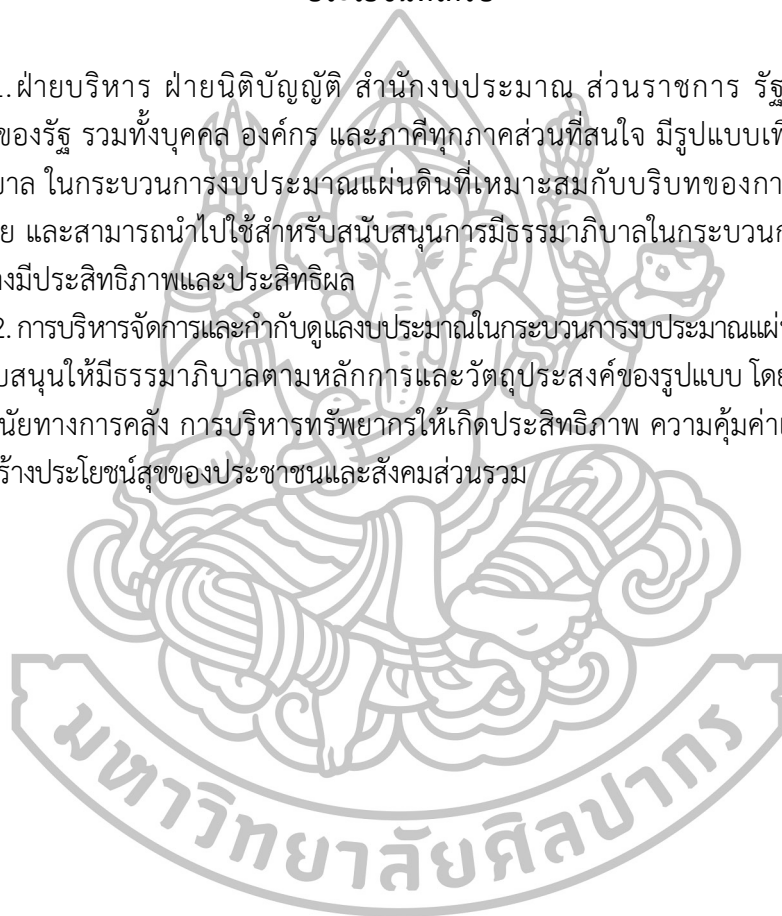 1. ฝ่ายบริหาร ฝ่ายนิติบัญญัติ สำนักงบประมาณ ส่วนราชการ รัฐ
ของรัฐ รวมทั้งบุคคล องค์กร และภาคีทุกภาคส่วนที่สนใจ มีรูปแบบเพื
บาล ในกระบวนการงบประมาณแผ่นดินที่เหมาะสมกับบริบทของกา
ย และสามารถนำไปใช้สำหรับสนับสนุนการมีธรรมาภิบาลในกระบวนก
งมีประสิทธิภาพและประสิทธิผล
2. การบริหารจัดการและกำกับดูแลงบประมาณในกระบวนการงบประมาณแผ่
บสนุนให้มีธรรมาภิบาลตามหลักการและวัตถุประสงค์ของรูปแบบ โดย
นัยทางการคลัง การบริหารทรัพยากรให้เกิดประสิทธิภาพ ความคุ้มค่า
ร้างประโยชน์สุขของประชาชนและสังคมส่วนรวม
มหาวิทยาลัยศิลปากร